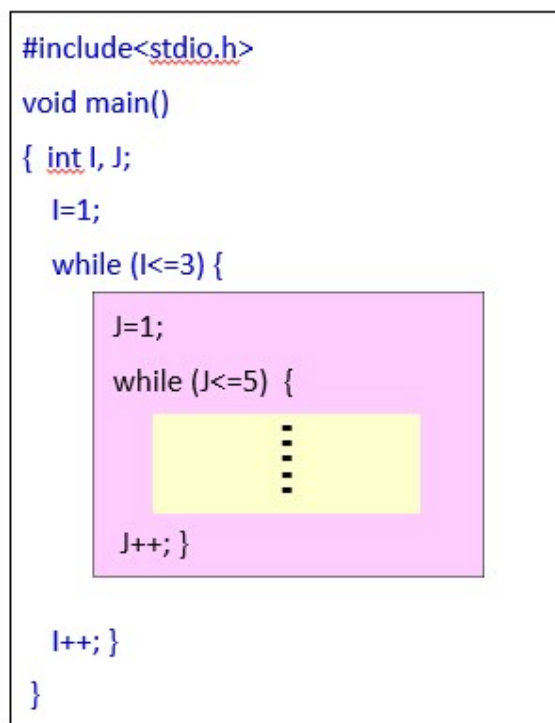 #include<stdio.h>
void main()
{ int I, J;
I=1;
while (I<=3) {
J=1;
while (J<=5) {
J++; }
I++; }
}